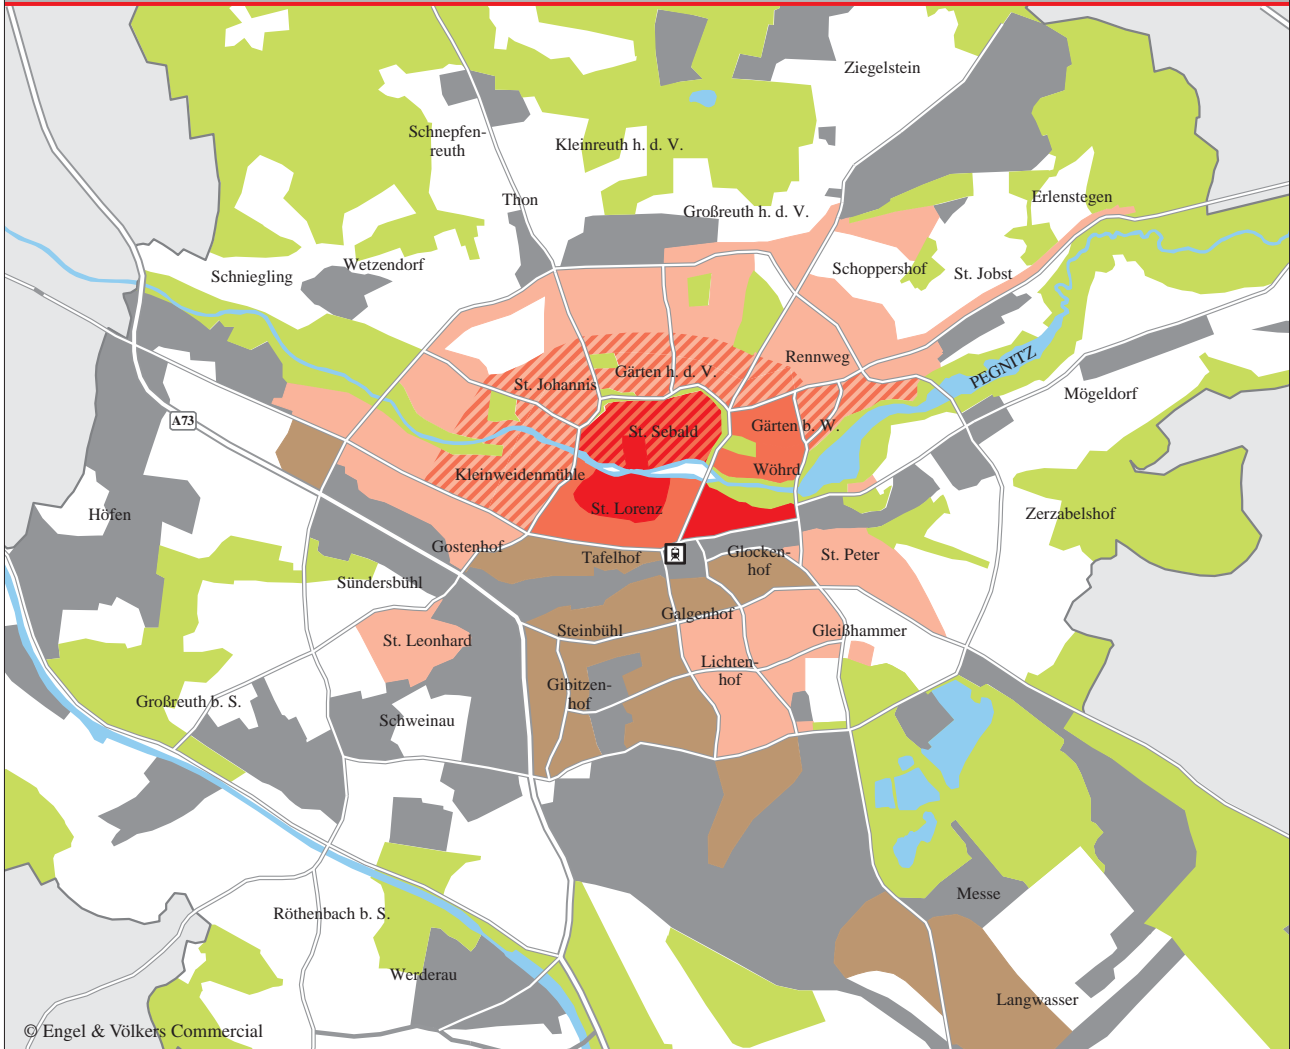 Ziegelstein
Schnepfen-
reuth
Kleinreuth h. d. V.
Thon
Großreuth h. d. V.
Erlenstegen
Schniegling
Wetzendorf
Schoppershof
St. Jobst
Rennweg
PEGNITZ
St. Johannis
Gärten h. d. V.
Mögeldorf
A73
St. Sebald
Gärten b. W.
Kleinweidenmühle
Wöhrd
Höfen
St. Lorenz
Zerzabelshof
Gostenhof
Tafelhof
Glocken-
hof
St. Peter
Sündersbühl
Galgenhof
Steinbühl
Gleißhammer
St. Leonhard
Lichten-
hof
Gibitzen-
hof
Großreuth b. S.
Schweinau
Messe
Röthenbach b. S.
Werderau
Langwasser
© Engel & Völkers Commercial